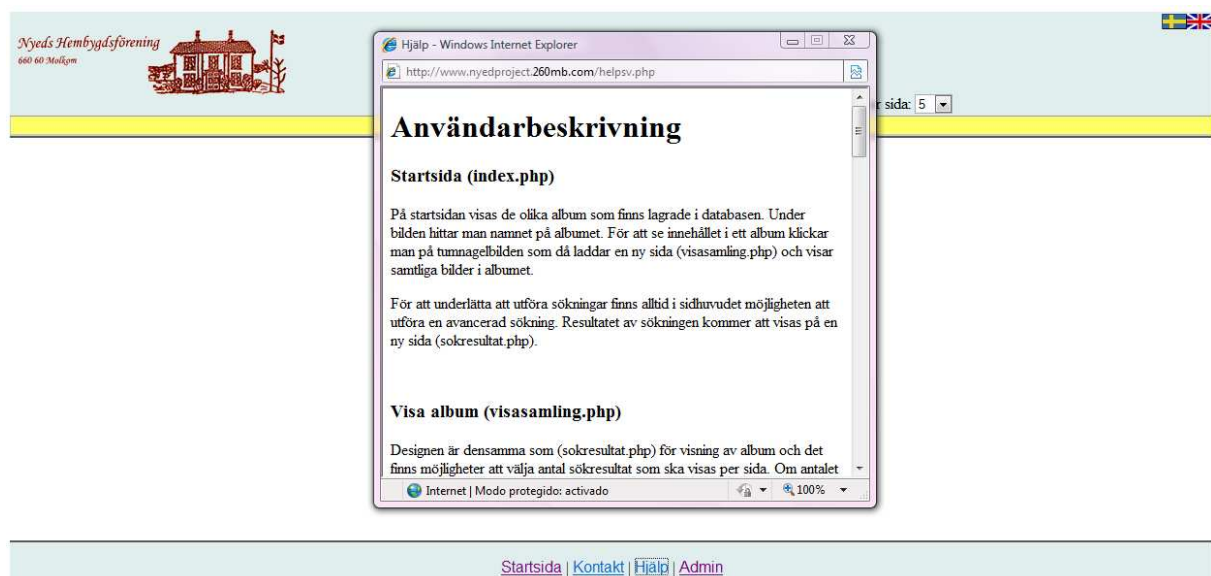 Nyeds Hembygdsförening
660 60 Molkom
Hjälp - Windows Internet Explorer
http://www.nyedproject.260mb.com/helpsv.php
r sida: 5
Användarbeskrivning
Startsida (index.php)
På startsidan visas de olika album som finns lagrade i databasen. Under
bilden hittar man namnet på albumet. För att se innehållet i ett album klickar
man på tumnagelbilden som då laddar en ny sida (visasamling.php) och visar
samtliga bilder i albumet.
För att underlätta att utföra sökningar finns alltid i sidhuvudet möjligheten att
utföra en avancerad sökning. Resultatet av sökningen kommer att visas på en
ny sida (sokresultat.php).
Visa album (visasamling.php)
Designen är densamma som (sokresultat.php) för visning av album och det
finns möjligheter att välja antal sökresultat som ska visas per sida. Om antalet
Internet | Modo protegido: activado
100%
Startsida | Kontakt | Hjälp | Admin